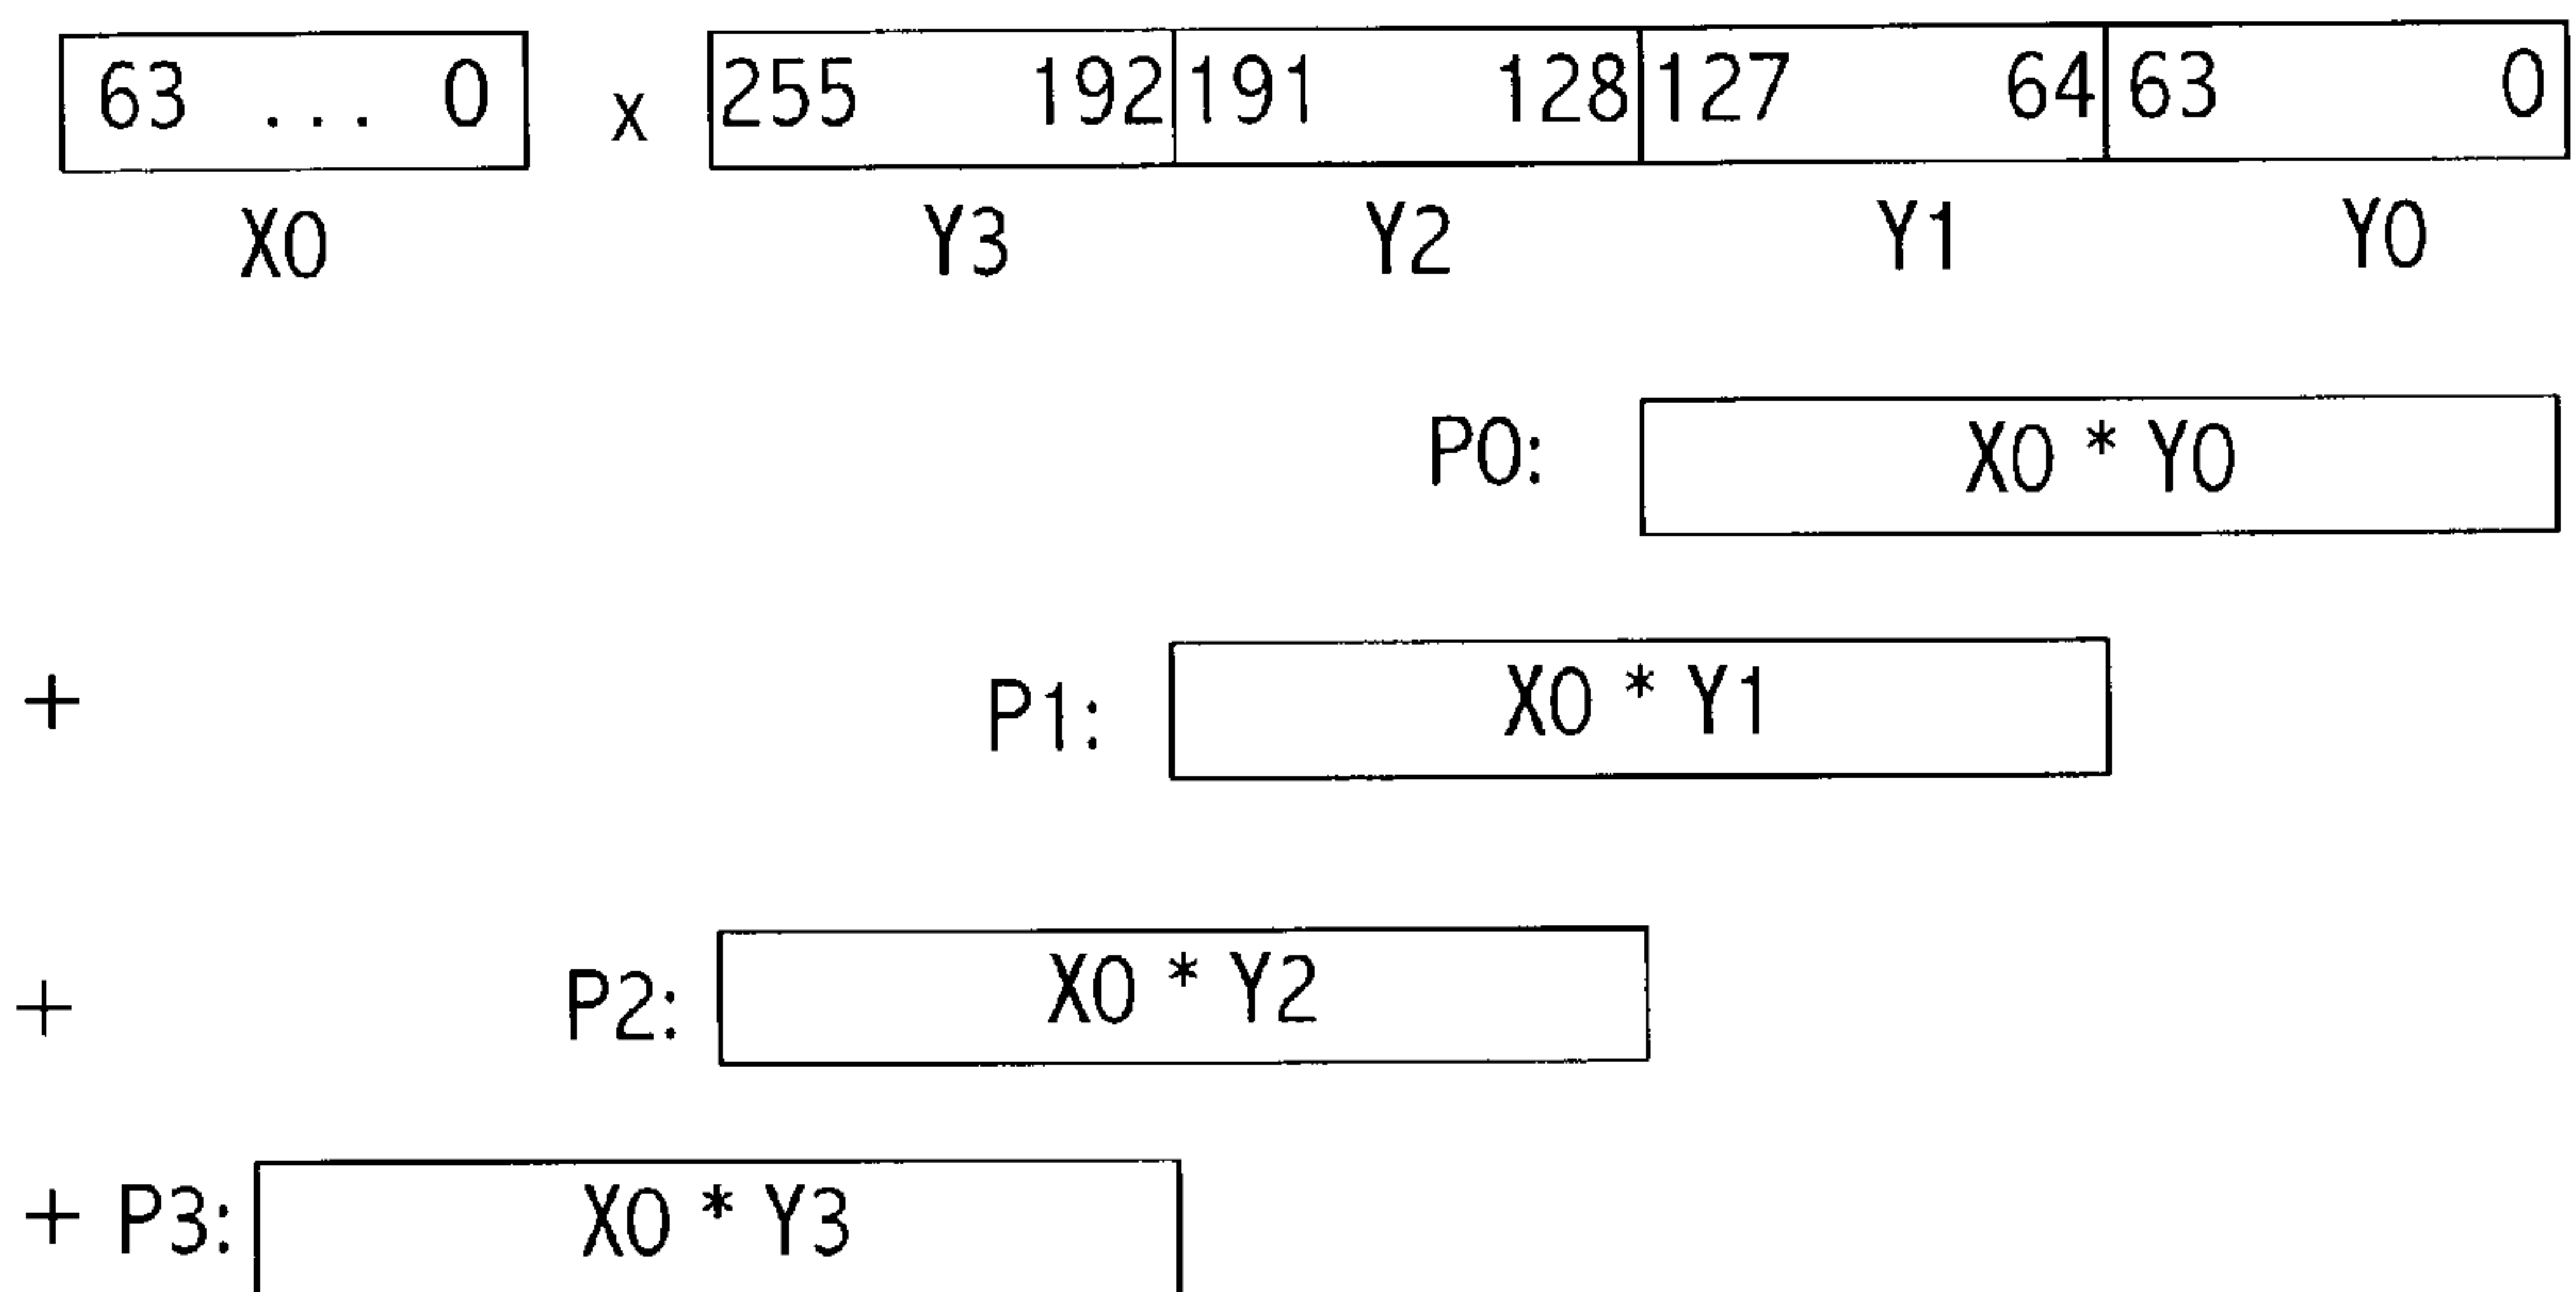 63 ... 0 x 255 192 191 128 127 64 63 0
X0 Y3 Y2 Y1 Y0
P0: X0 * Y0
+ P1: X0 * Y1
+ P2: X0 * Y2
+ P3: X0 * Y3